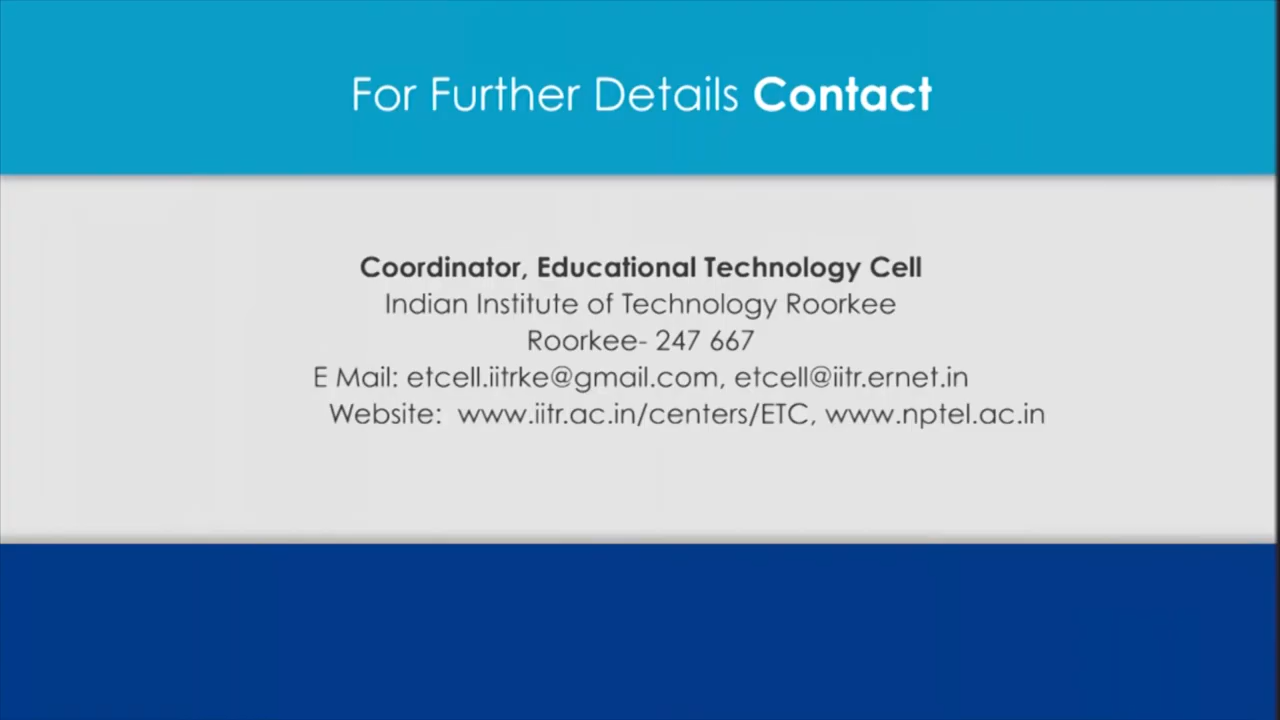 For Further Details Contact
Coordinator, Educational Technology Cell
Indian Institute of Technology Roorkee
Roorkee- 247 667
E Mail: etcell.iitrke@gmail.com, etcell@iitr.ernet.in
Website: www.iitr.ac.in/centers/ETC, www.nptel.ac.in